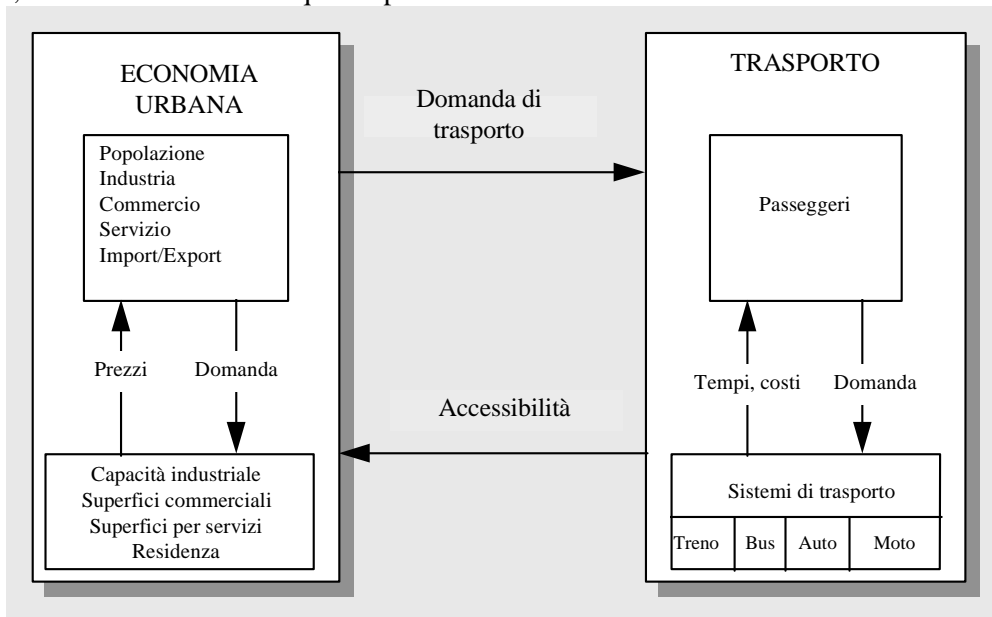 ECONOMIA
URBANA
Popolazione
Industria
Commercio
Servizio
Import/Export
Prezzi
Domanda
Capacità industriale
Superfici commerciali
Superfici per servizi
Residenza
Domanda di
trasporto
Accessibilità
TRASPORTO
Passeggeri
Tempi, costi
Domanda
Sistemi di trasporto
Treno
Bus
Auto
Moto